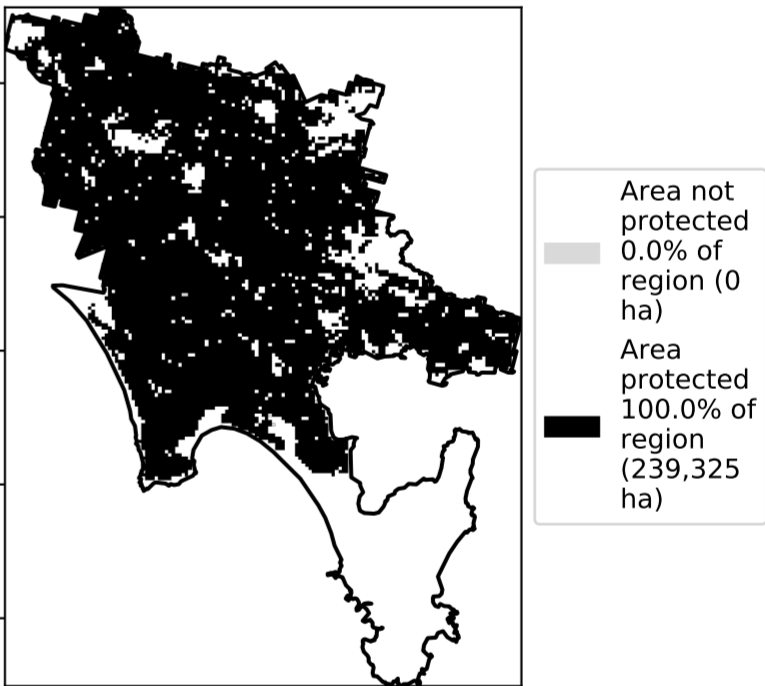 Area not
protected
0.0% of
region (0
ha)
Area
protected
100.0% of
region
(239,325
ha)